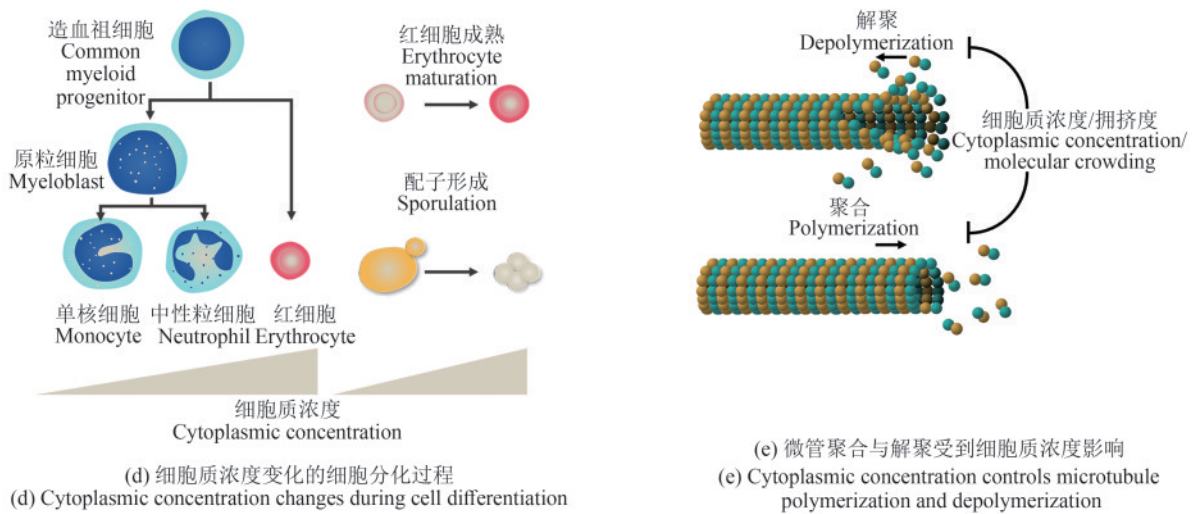 造血祖细胞
Common
myeloid
progenitor
原粒细胞
Myeloblast
单核细胞
Monocyte
中性粒细胞
Neutrophil
红细胞
Erythrocyte
红细胞成熟
Erythrocyte
maturation
配子形成
Sporulation
细胞质浓度
Cytoplasmic concentration
(d) 细胞质浓度变化的细胞分化过程
(d) Cytoplasmic concentration changes during cell differentiation
解聚
Depolymerization
细胞质浓度/拥挤度
Cytoplasmic concentration/
molecular crowding
聚合
Polymerization
(e) 微管聚合与解聚受到细胞质浓度影响
(e) Cytoplasmic concentration controls microtubule
polymerization and depolymerization